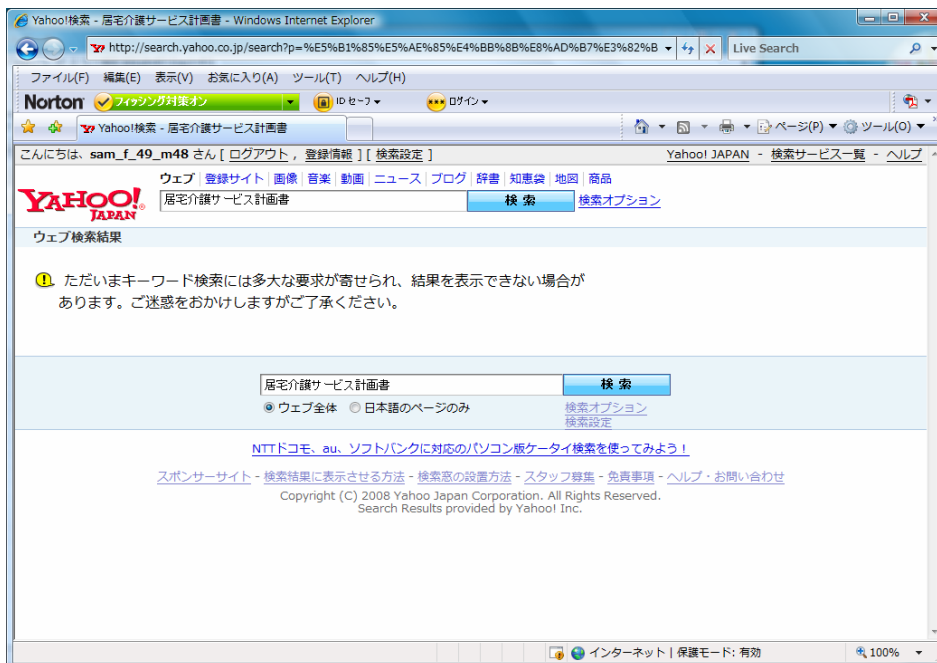 Yahoo!検索 - 居宅介護サービス計画書 - Windows Internet Explorer
http://search.yahoo.co.jp/search?p=%E5%B1%85%E5%AE%85%E4%BB%8B%E8%AD%B7%E3%82%B
Live Search
ファイル(F) 編集(E) 表示(V) お気に入り(A) ツール(T) ヘルプ(H)
Norton フィッシング対策オン ID セーフ ログイン
Yahoo!検索 - 居宅介護サービス計画書 ページ(P) ツール(O)
こんにちは、sam_f_49_m48 さん [ ログアウト , 登録情報 ] [ 検索設定 ] Yahoo! JAPAN - 検索サービス一覧 - ヘルプ
ウェブ | 登録サイト | 画像 | 音楽 | 動画 | ニュース | ブログ | 辞書 | 知恵袋 | 地図 | 商品
YAHOO! JAPAN 居宅介護サービス計画書 検索 検索オプション
ウェブ検索結果
ただいまキーワード検索には多大な要求が寄せられ、結果を表示できない場合が
あります。ご迷惑をおかけしますがご了承ください。
居宅介護サービス計画書 検索
ウェブ全体 日本語のページのみ 検索オプション
検索設定
NTTドコモ、au、ソフトバンクに対応のパソコン版ケータイ検索を使ってみよう！
スポンサーサイト - 検索結果に表示させる方法 - 検索窓の設置方法 - スタッフ募集 - 免責事項 - ヘルプ・お問い合わせ
Copyright (C) 2008 Yahoo Japan Corporation. All Rights Reserved.
Search Results provided by Yahoo! Inc.
インターネット | 保護モード: 有効 100%